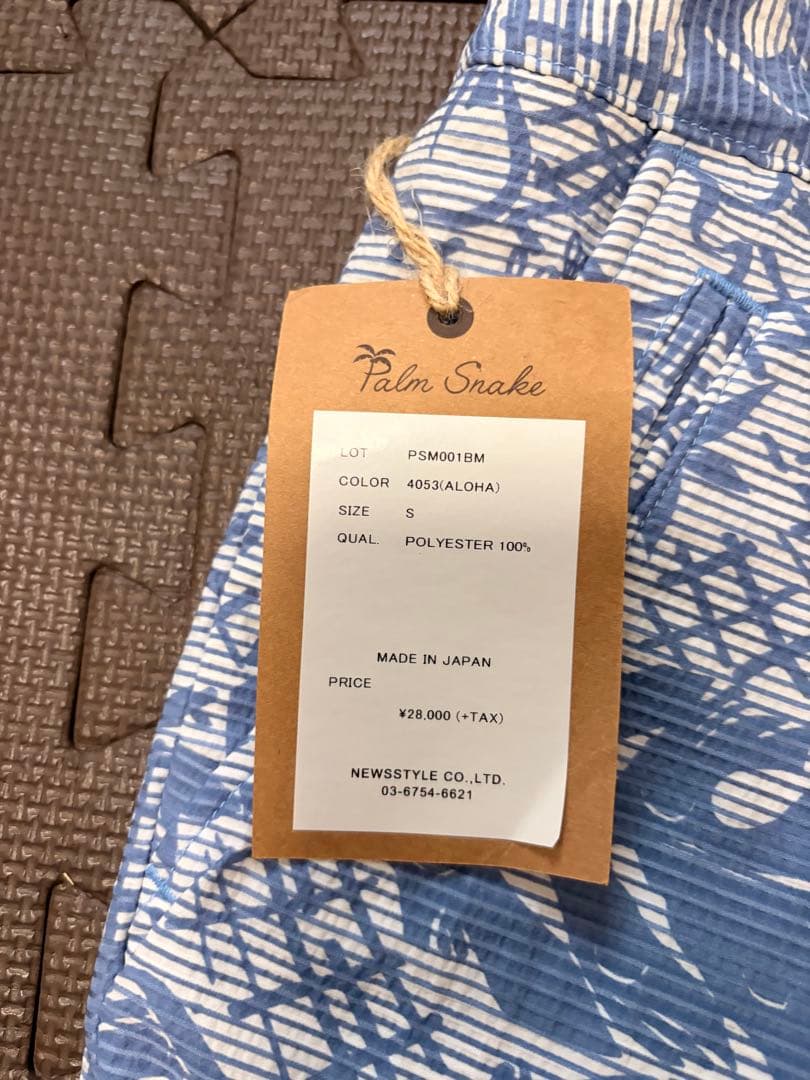 Palm Snake
LOT PSM001BM
COLOR 4053(ALOHA)
SIZE S
QUAL. POLYESTER 100%
MADE IN JAPAN
PRICE
¥28,000 (+TAX)
NEWSSTYLE CO.,LTD.
03-6754-6621